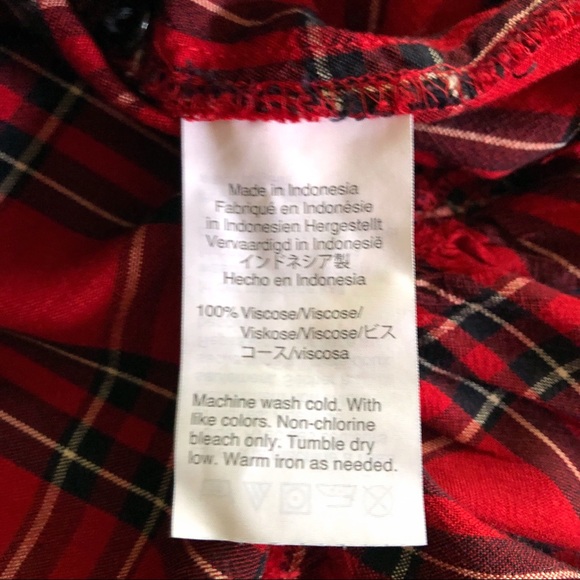 Made in Indonesia
Fabriqué en Indonésie
in Indonesien Hergestellt
Vervaardigd in Indonesië
インドネシア製
Hecho en Indonesia
100% Viscose/Viscose/
Viskose/Viscose/ビス
コース/viscosa
Machine wash cold. With
like colors. Non-chlorine
bleach only. Tumble dry
low. Warm iron as needed.